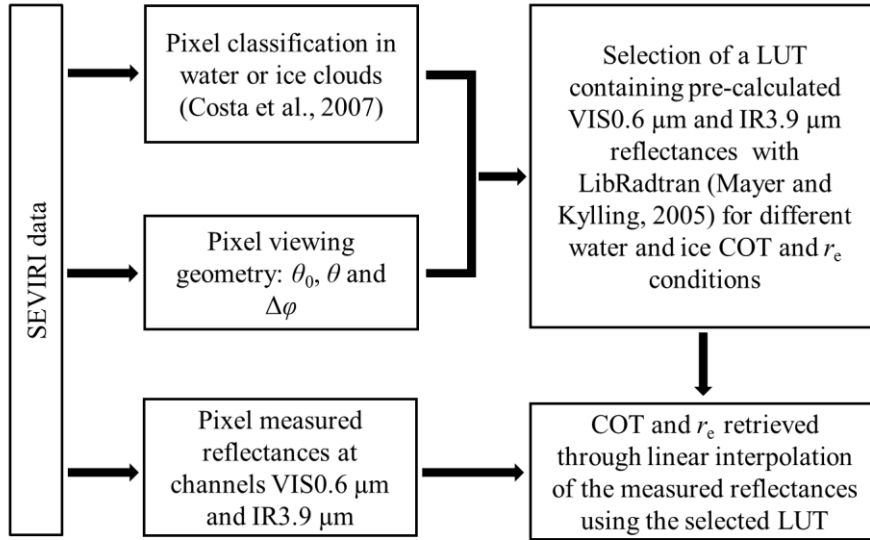 SEVIRI data
Pixel classification in
water or ice clouds
(Costa et al., 2007)
Pixel viewing
geometry: θ₀, θ and
Δφ
Pixel measured
reflectances at
channels VIS0.6 μm
and IR3.9 μm
Selection of a LUT
containing pre-calculated
VIS0.6 μm and IR3.9 μm
reflectances with
LibRadtran (Mayer and
Kylling, 2005) for different
water and ice COT and rₑ
conditions
COT and rₑ retrieved
through linear interpolation
of the measured reflectances
using the selected LUT